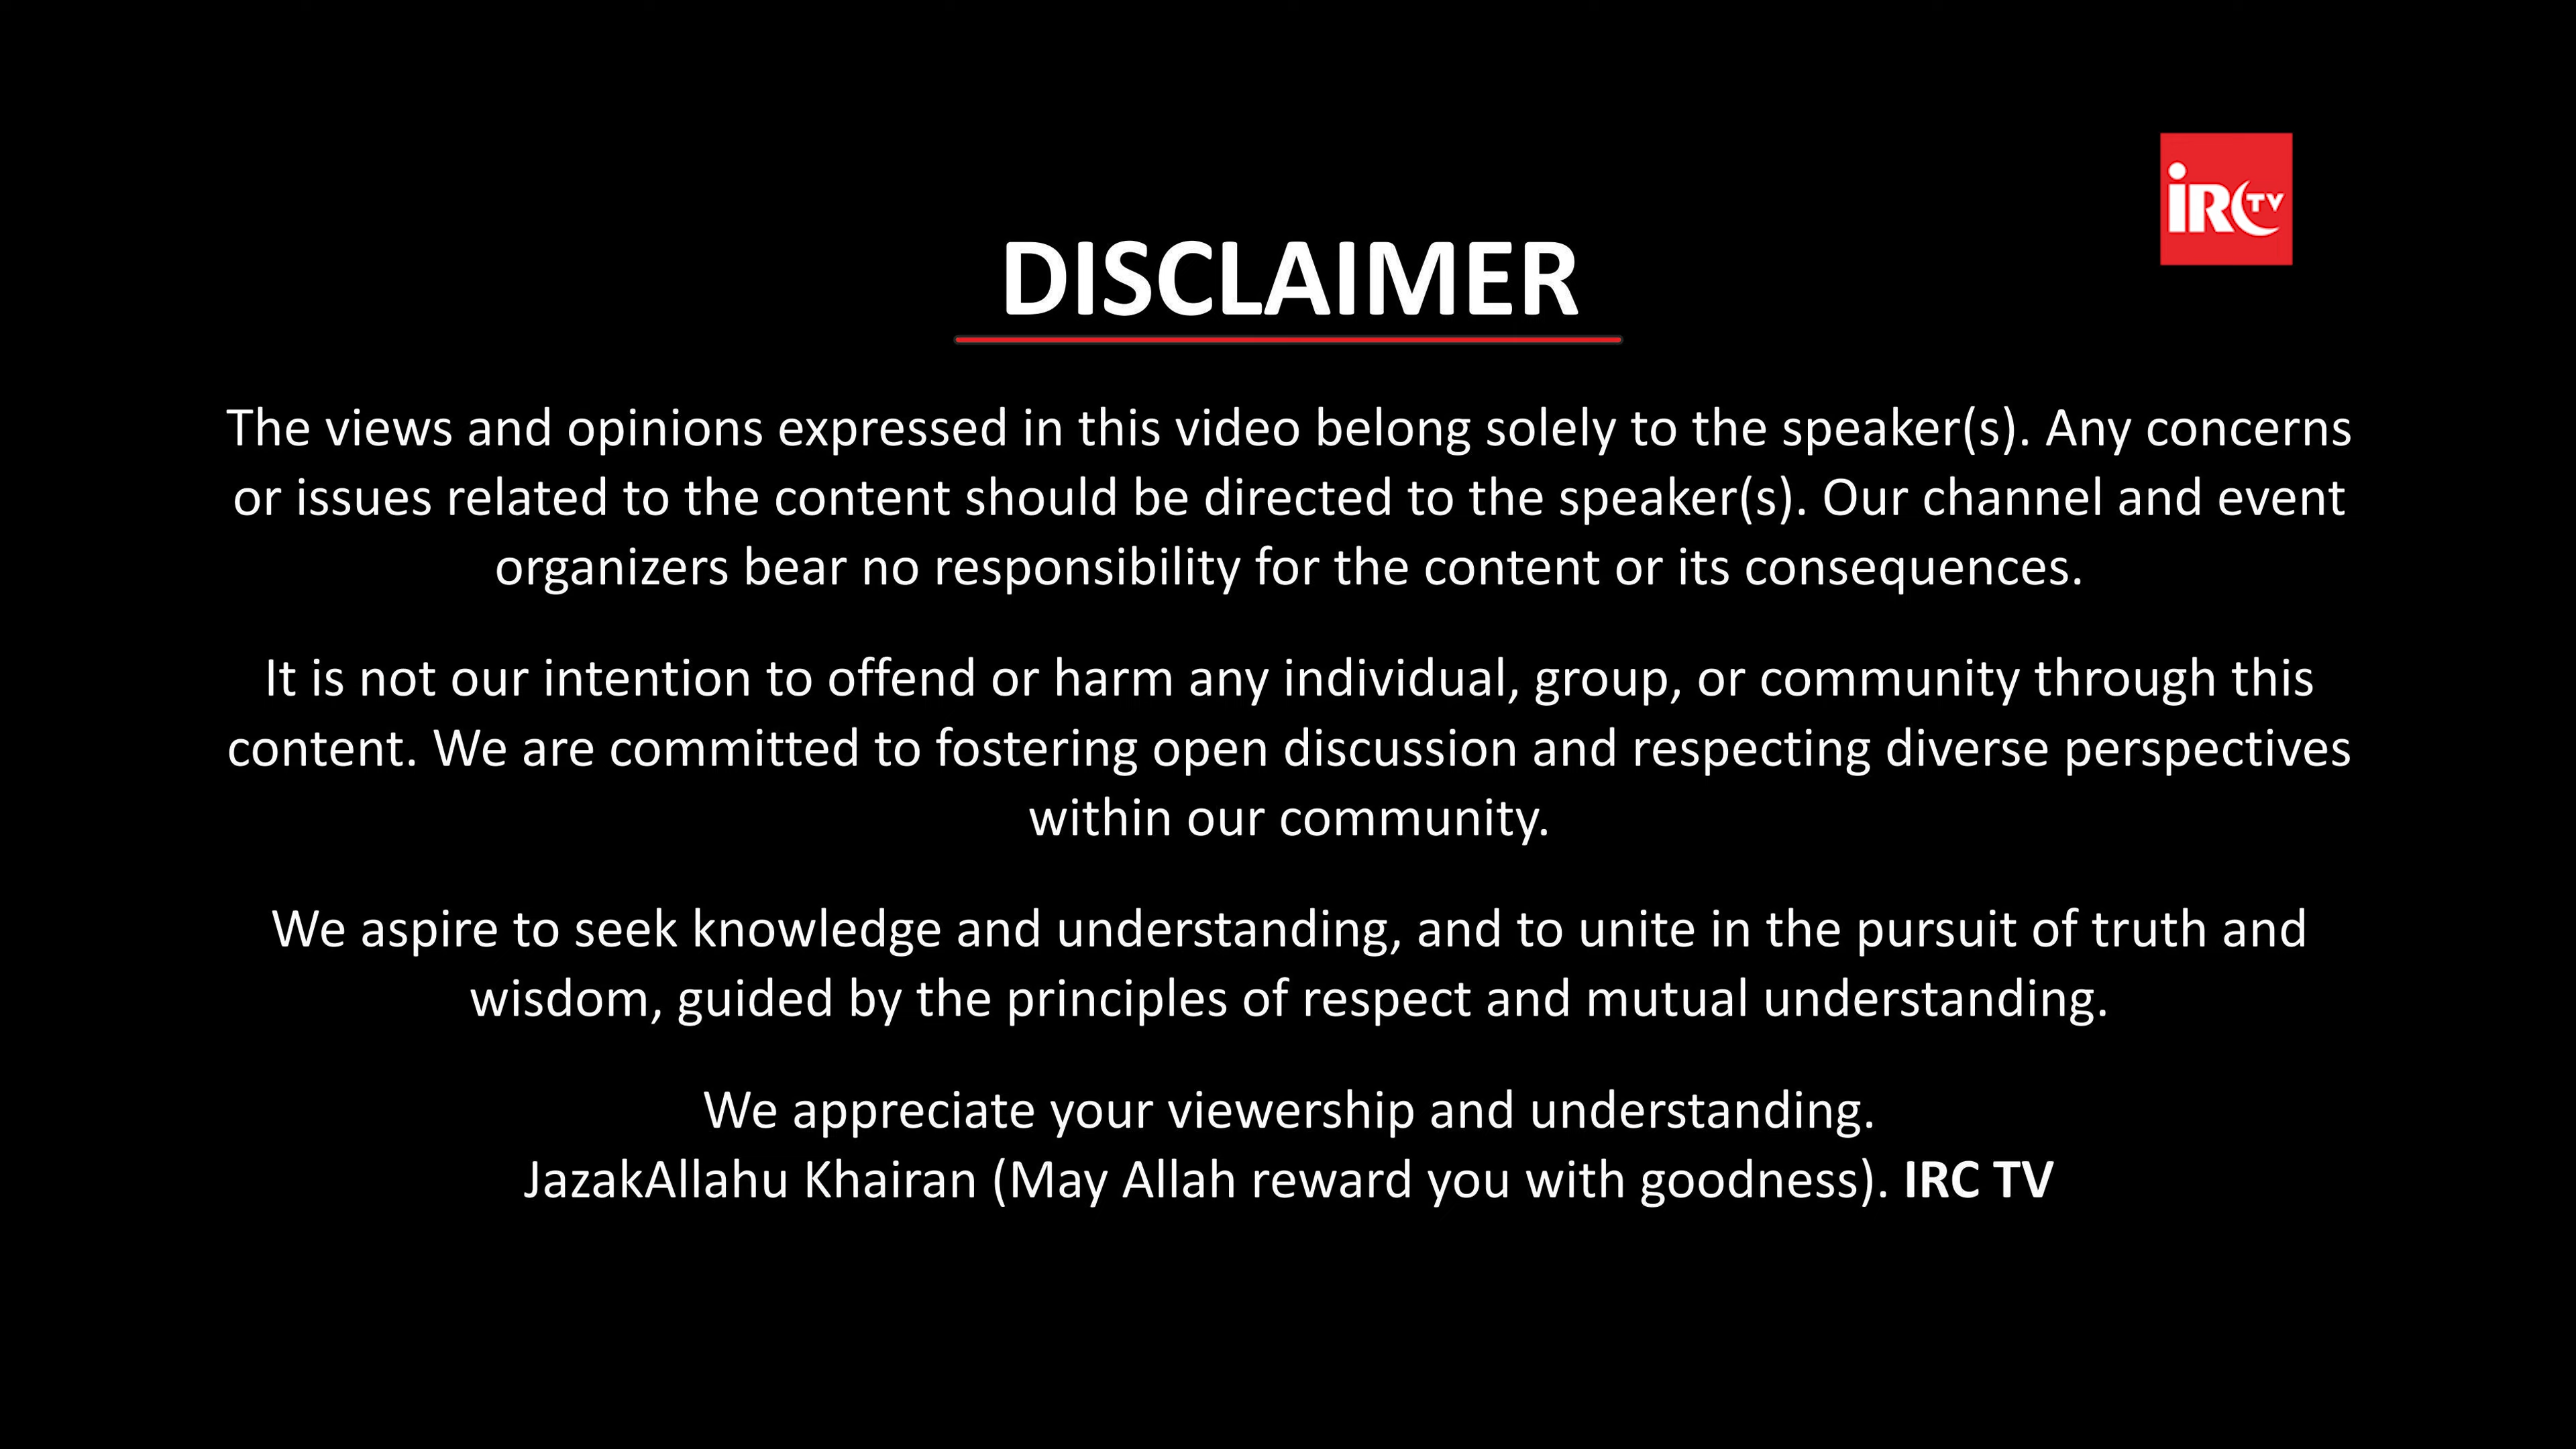 iRC TV
DISCLAIMER
The views and opinions expressed in this video belong solely to the speaker(s). Any concerns
or issues related to the content should be directed to the speaker(s). Our channel and event
organizers bear no responsibility for the content or its consequences.
It is not our intention to offend or harm any individual, group, or community through this
content. We are committed to fostering open discussion and respecting diverse perspectives
within our community.
We aspire to seek knowledge and understanding, and to unite in the pursuit of truth and
wisdom, guided by the principles of respect and mutual understanding.
We appreciate your viewership and understanding.
JazakAllahu Khairan (May Allah reward you with goodness). IRC TV